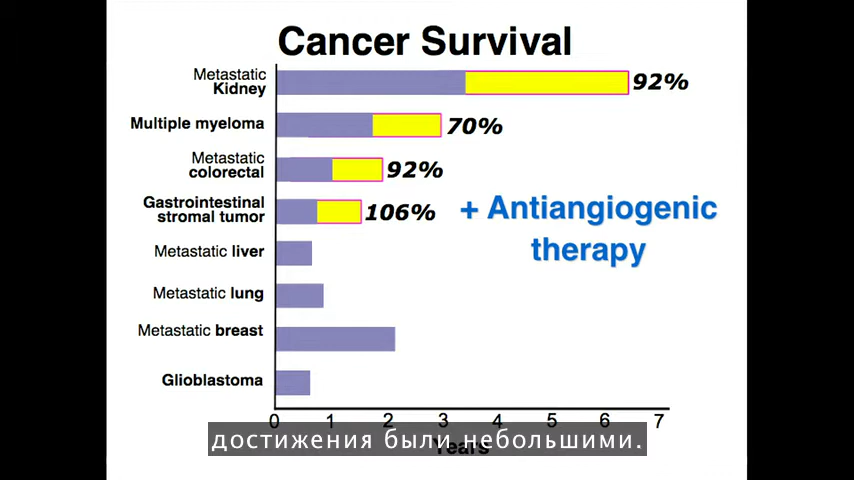 Cancer Survival
Metastatic
Kidney
92%
Multiple myeloma
70%
Metastatic
colorectal
92%
Gastrointestinal
stromal tumor
106%
+ Antiangiogenic
therapy
Metastatic liver
Metastatic lung
Metastatic breast
Glioblastoma
0 1 2 3 4 5 6 7
Years
достижения были небольшими.